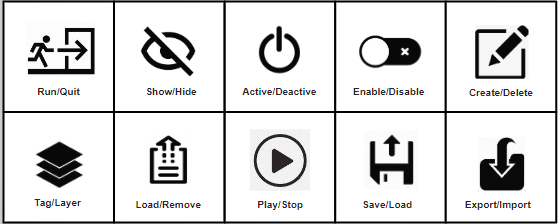 Run/Quit
Show/Hide
Active/Deactive
Enable/Disable
Create/Delete
Tag/Layer
Load/Remove
Play/Stop
Save/Load
Export/Import